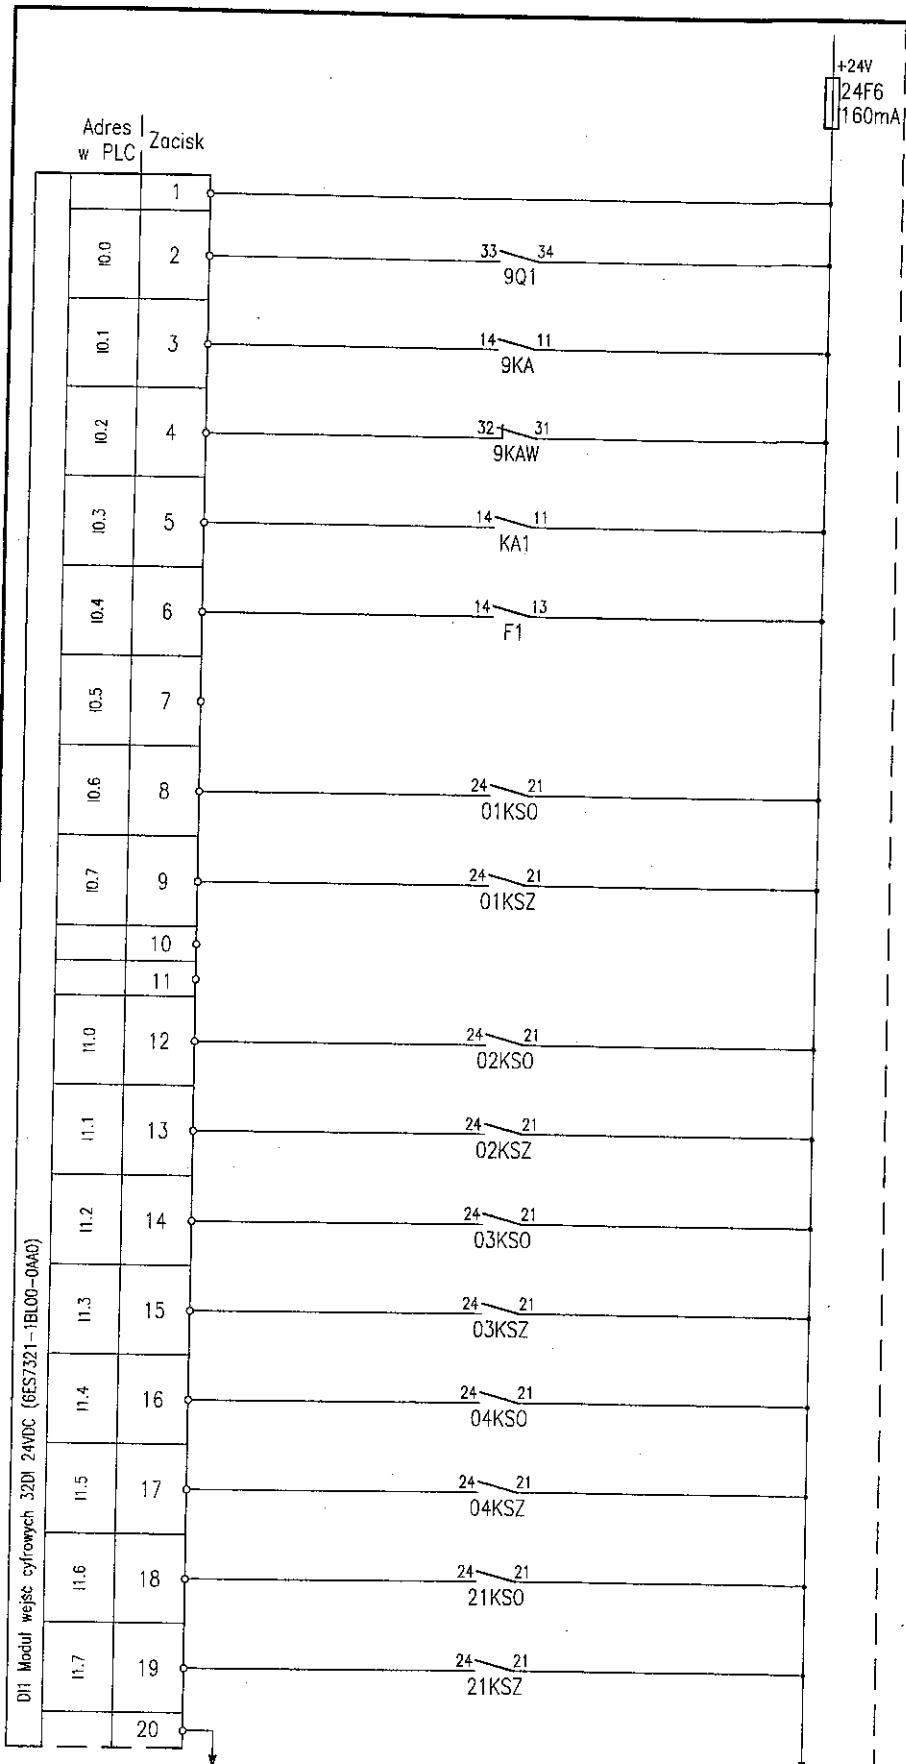 +24V
24F6
160mA
Adres
w PLC
Zacisk
1
I0.0
2
33 34
9Q1
I0.1
3
14 11
9KA
I0.2
4
32 31
9KAW
I0.3
5
14 11
KA1
I0.4
6
14 13
F1
I0.5
7
I0.6
8
24 21
01KSO
I0.7
9
24 21
01KSZ
10
11
I1.0
12
24 21
02KSO
I1.1
13
24 21
02KSZ
I1.2
14
24 21
03KSO
I1.3
15
24 21
03KSZ
I1.4
16
24 21
04KSO
I1.5
17
24 21
04KSZ
I1.6
18
24 21
21KSO
I1.7
19
24 21
21KSZ
20
DI1 Moduł wejść cyfrowych 32DI 24VDC (6ES7321-1BL00-0AA0)